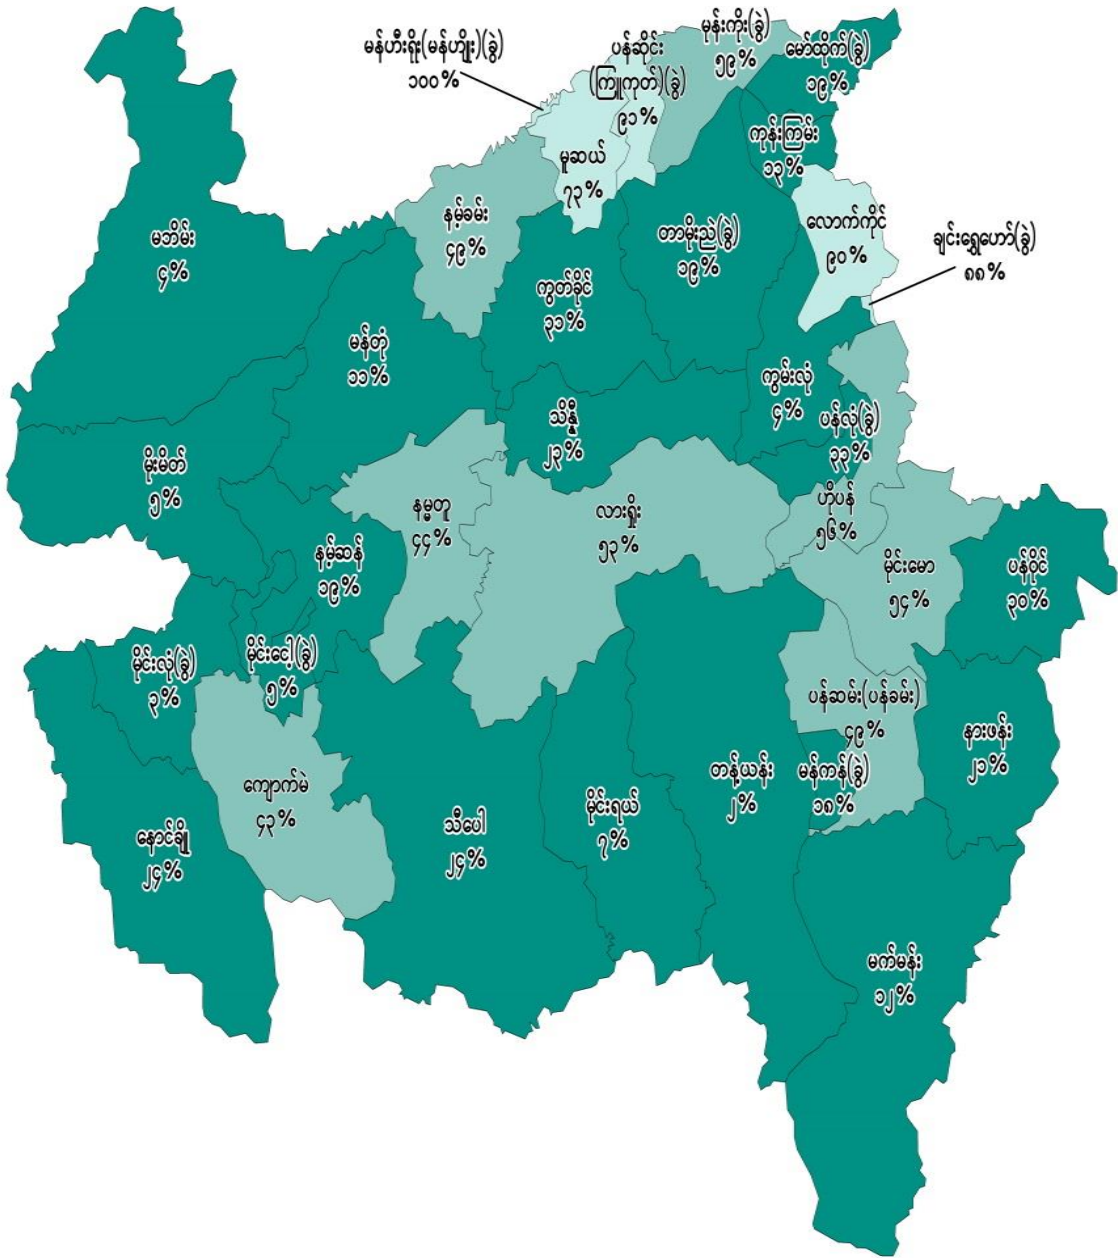 မန်ဟီးရိုး(မန်ဟျိုး)(ခွဲ)
၁၀၀%
ပန်ဆိုင်း
(ကြူကုတ်)(ခွဲ)
၉၁%
မုန်းကိုး(ခွဲ)
၅၉%
မော်ထိုက်(ခွဲ)
၁၉%
ကုန်းကြမ်း
၁၃%
မူဆယ်
၇၃%
နမ့်ခမ်း
၄၉%
မဘိမ်း
၄%
တာမိုးညဲ(ခွဲ)
၁၉%
လောက်ကိုင်
၉၀%
ချင်းရွှေဟော်(ခွဲ)
၈၈%
ကွတ်ခိုင်
၃၁%
မန်တုံ
၁၁%
ကွမ်းလုံ
၄%
သိန္နီ
၂၃%
ပန်လုံ(ခွဲ)
၃၃%
မိုးမိတ်
၅%
နမ္မတူ
၄၄%
လားရှိုး
၅၃%
ဟိုပန်
၅၆%
နမ့်ဆန်
၁၉%
မိုင်းမော
၅၄%
ပန်ဝိုင်
၃၀%
မိုင်းလုံ(ခွဲ)
၃%
မိုင်းငေါ့(ခွဲ)
၅%
ပန်ဆမ်း(ပန်ခမ်း)
၄၉%
နားဖန်း
၂၁%
ကျောက်မဲ
၄၃%
တန့်ယန်း
၂%
မန်ကန်(ခွဲ)
၁၈%
မိုင်းရယ်
၇%
သီပေါ
၂၄%
နောင်ချို
၂၄%
မက်မန်း
၁၂%